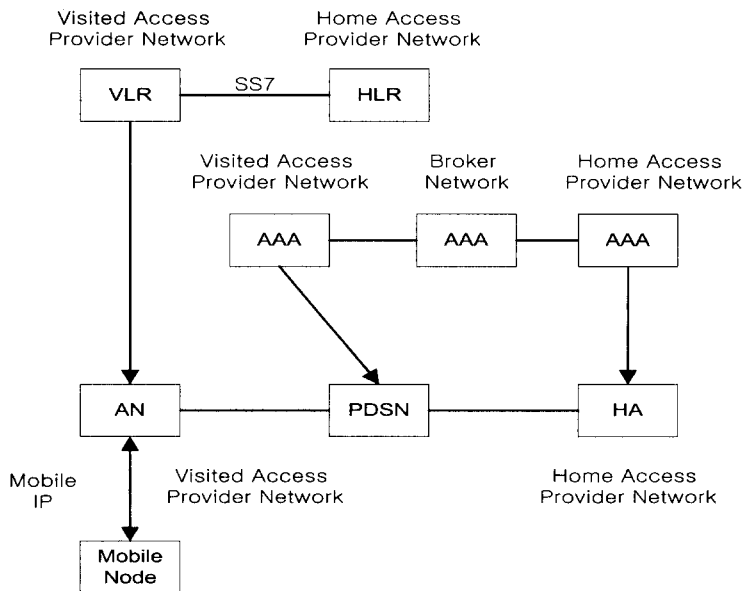 Visited Access
Provider Network
Home Access
Provider Network
VLR
SS7
HLR
Visited Access
Provider Network
Broker
Network
Home Access
Provider Network
AAA
AAA
AAA
AN
PDSN
HA
Mobile
IP
Visited Access
Provider Network
Home Access
Provider Network
Mobile
Node